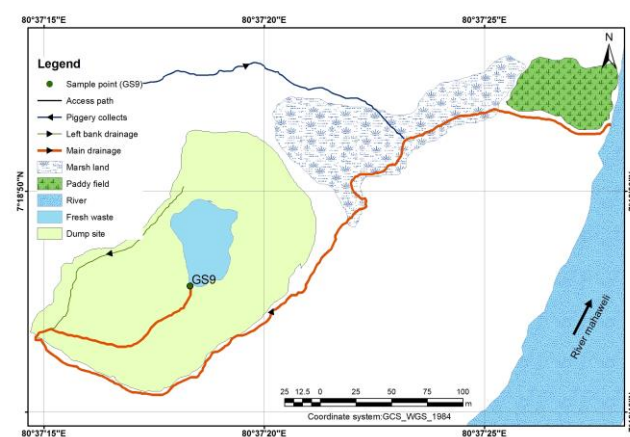 80°37'15"E 80°37'20"E 80°37'25"E
N
Legend
Sample point (GS9)
Access path
Piggery collects
Left bank drainage
Main drainage
Marsh land
Paddy field
River
Fresh waste
Dump site
7°18'50"N
GS9
River mahaweli
25 12.5 0 25 50 75 100
m
Coordinate system:GCS_WGS_1984
80°37'15"E 80°37'20"E 80°37'25"E